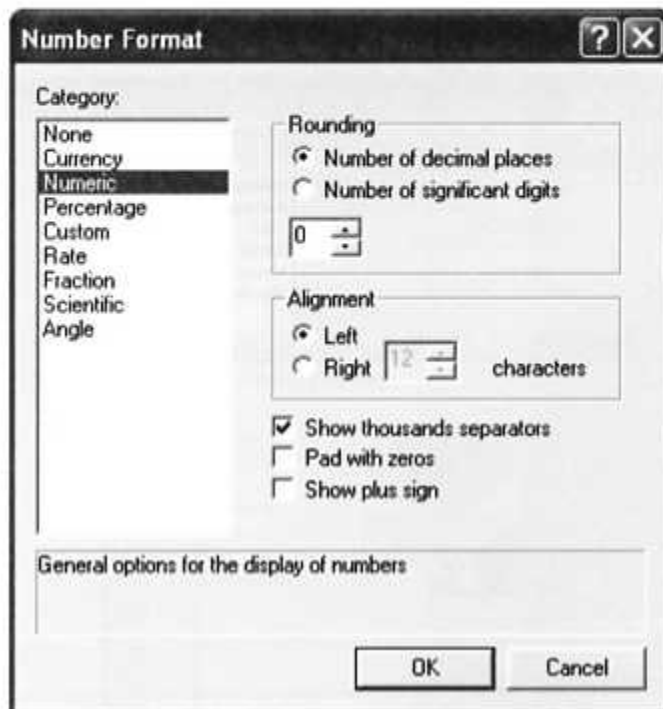 Number Format
Category:
None
Currency
Numeric
Percentage
Custom
Rate
Fraction
Scientific
Angle
Rounding
Number of decimal places
Number of significant digits
0
Alignment
Left
Right 12 characters
Show thousands separators
Pad with zeros
Show plus sign
General options for the display of numbers
OK Cancel